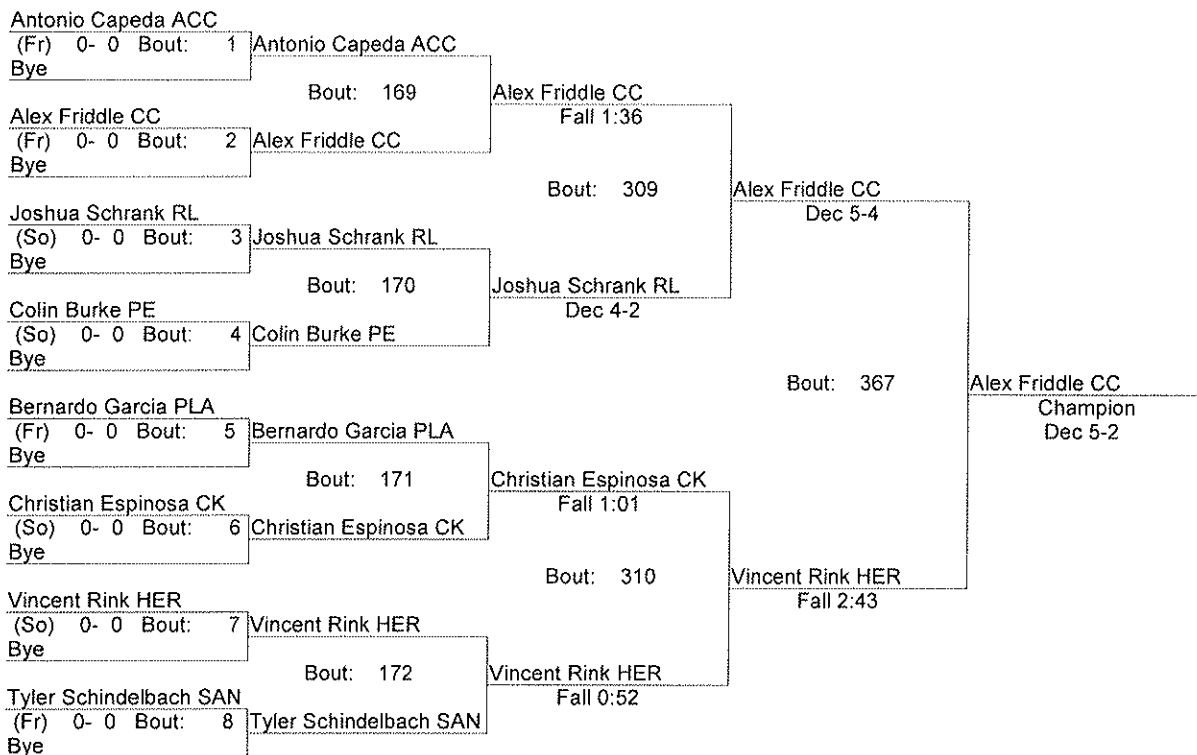 Antonio Capeda ACC
(Fr) 0- 0 Bout: 1
Bye
Antonio Capeda ACC
Bout: 169
Alex Friddle CC
(Fr) 0- 0 Bout: 2
Bye
Alex Friddle CC
Alex Friddle CC
Fall 1:36
Bout: 309
Joshua Schrank RL
(So) 0- 0 Bout: 3
Bye
Joshua Schrank RL
Bout: 170
Colin Burke PE
(So) 0- 0 Bout: 4
Bye
Colin Burke PE
Joshua Schrank RL
Dec 4-2
Alex Friddle CC
Dec 5-4
Bout: 367
Bernardo Garcia PLA
(Fr) 0- 0 Bout: 5
Bye
Bernardo Garcia PLA
Bout: 171
Christian Espinosa CK
(So) 0- 0 Bout: 6
Bye
Christian Espinosa CK
Christian Espinosa CK
Fall 1:01
Bout: 310
Vincent Rink HER
(So) 0- 0 Bout: 7
Bye
Vincent Rink HER
Bout: 172
Tyler Schindelbach SAN
(Fr) 0- 0 Bout: 8
Bye
Tyler Schindelbach SAN
Vincent Rink HER
Fall 0:52
Vincent Rink HER
Fall 2:43
Alex Friddle CC
Champion
Dec 5-2